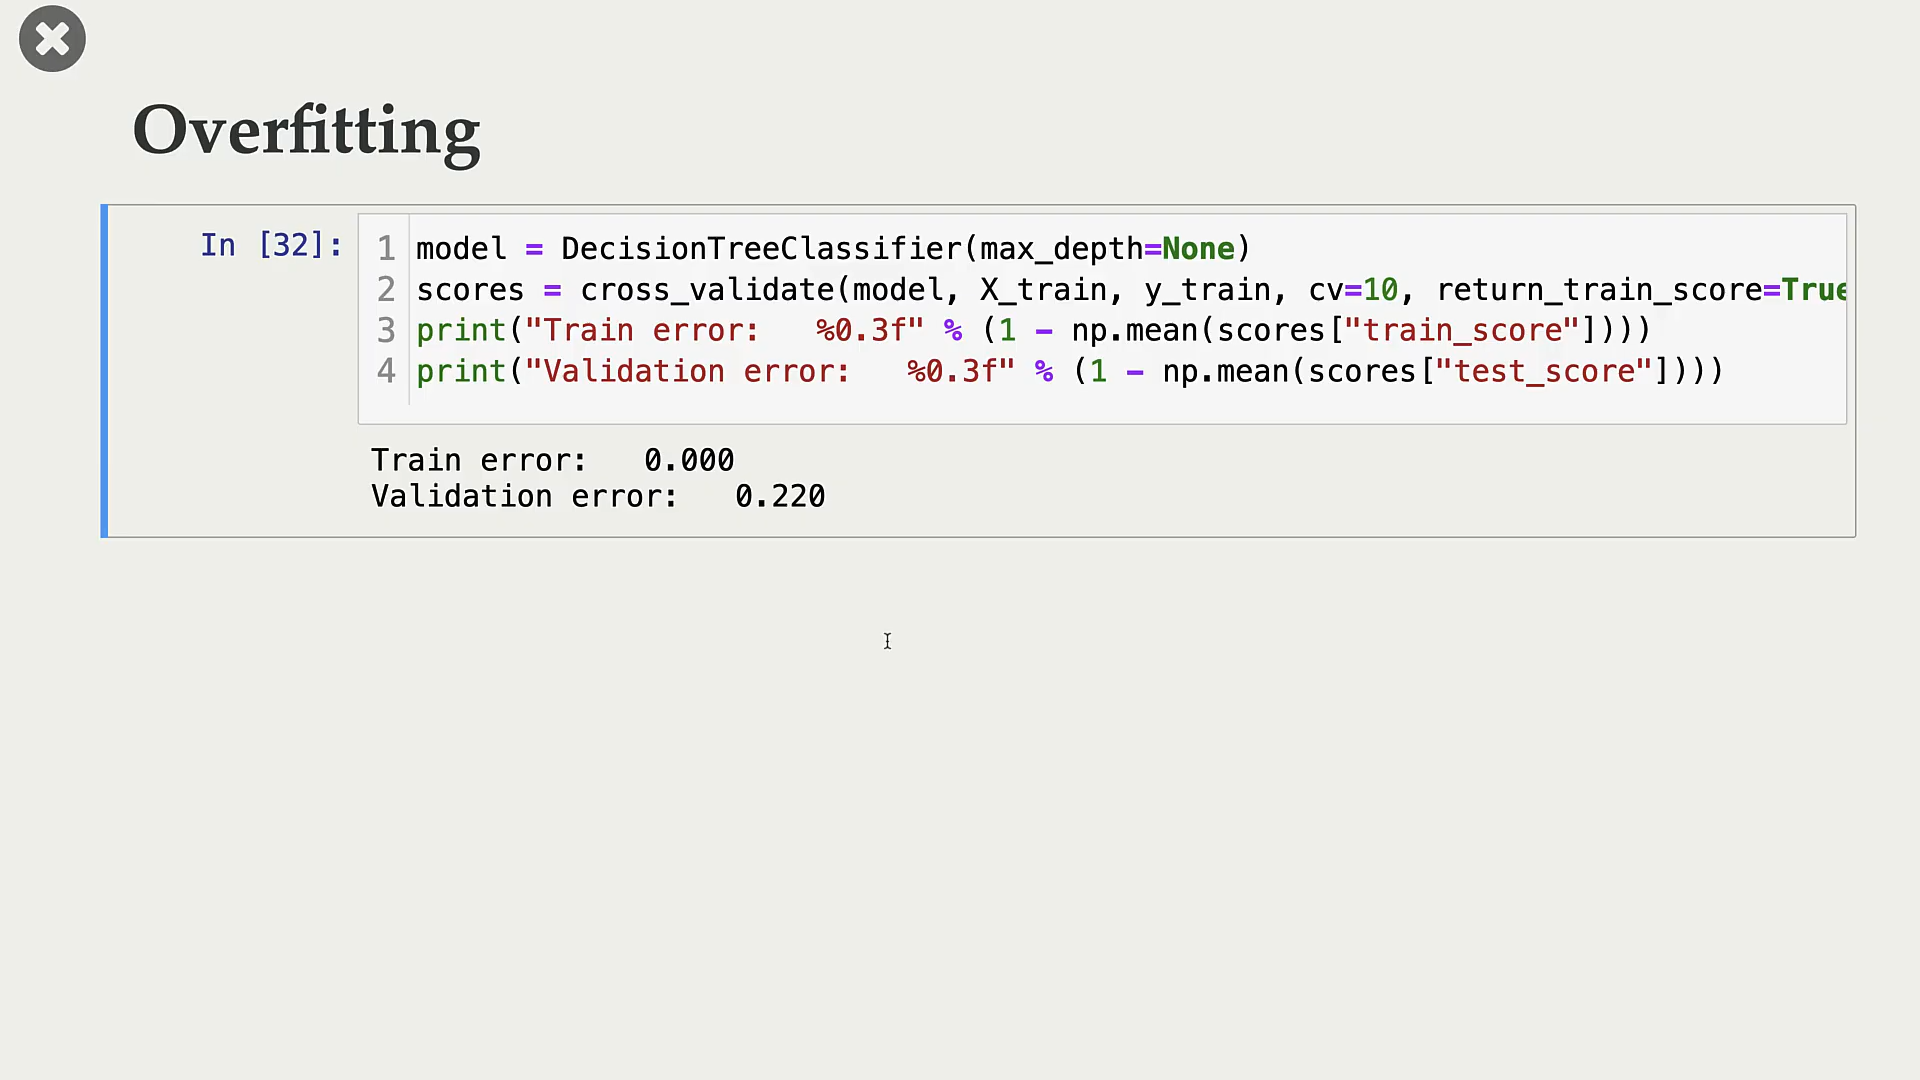 Overfitting
In [32]:
1 model = DecisionTreeClassifier(max_depth=None)
2 scores = cross_validate(model, X_train, y_train, cv=10, return_train_score=True
3 print("Train error:   %0.3f" % (1 - np.mean(scores["train_score"])))
4 print("Validation error:   %0.3f" % (1 - np.mean(scores["test_score"])))
Train error:   0.000
Validation error:   0.220